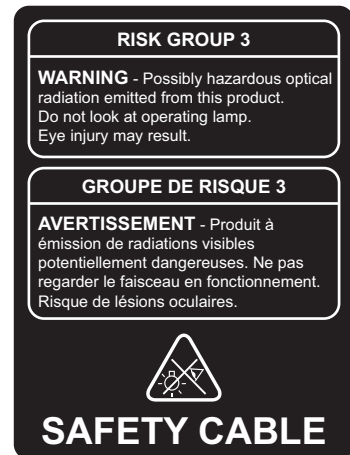 RISK GROUP 3
WARNING - Possibly hazardous optical
radiation emitted from this product.
Do not look at operating lamp.
Eye injury may result.
GROUPE DE RISQUE 3
AVERTISSEMENT - Produit à
émission de radiations visibles
potentiellement dangereuses. Ne pas
regarder le faisceau en fonctionnement.
Risque de lésions oculaires.
SAFETY CABLE